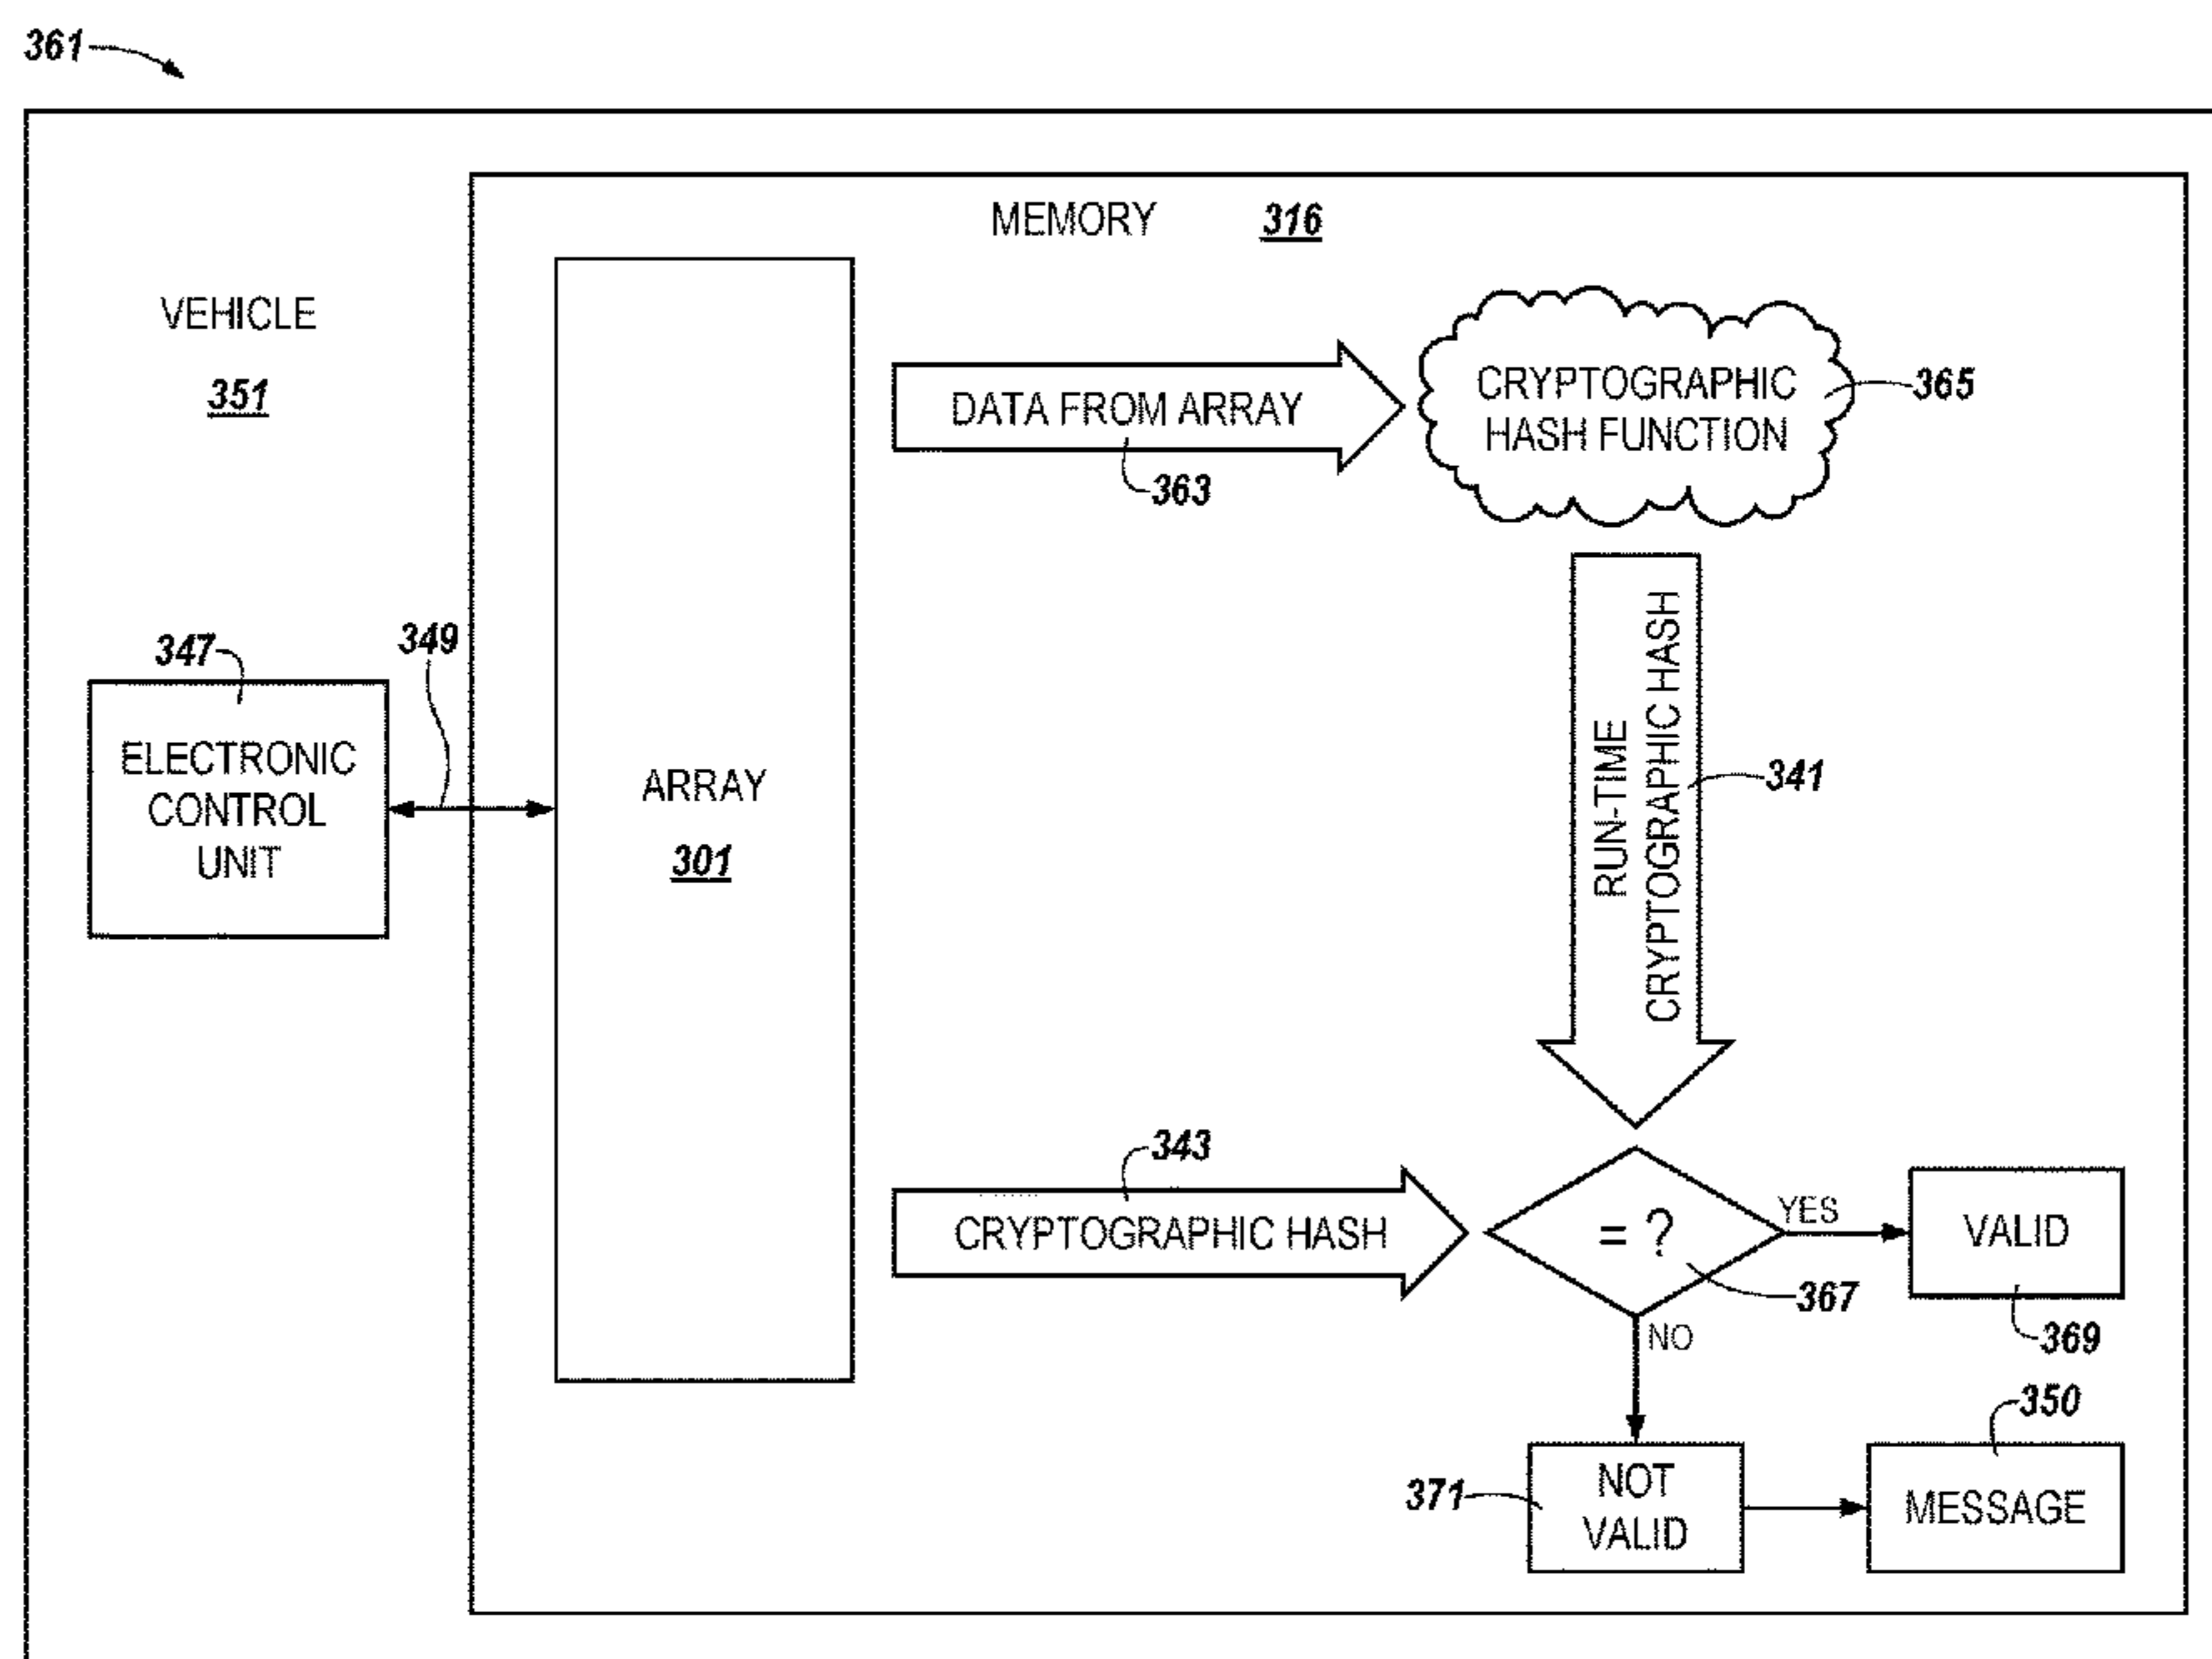 361
MEMORY 316
VEHICLE
351
CRYPTOGRAPHIC
HASH FUNCTION
365
DATA FROM ARRAY
363
347
349
ELECTRONIC
CONTROL
UNIT
ARRAY
301
RUN-TIME
CRYPTOGRAPHIC HASH
341
343
CRYPTOGRAPHIC HASH
= ?
YES
VALID
367
369
NO
350
371
NOT
VALID
MESSAGE